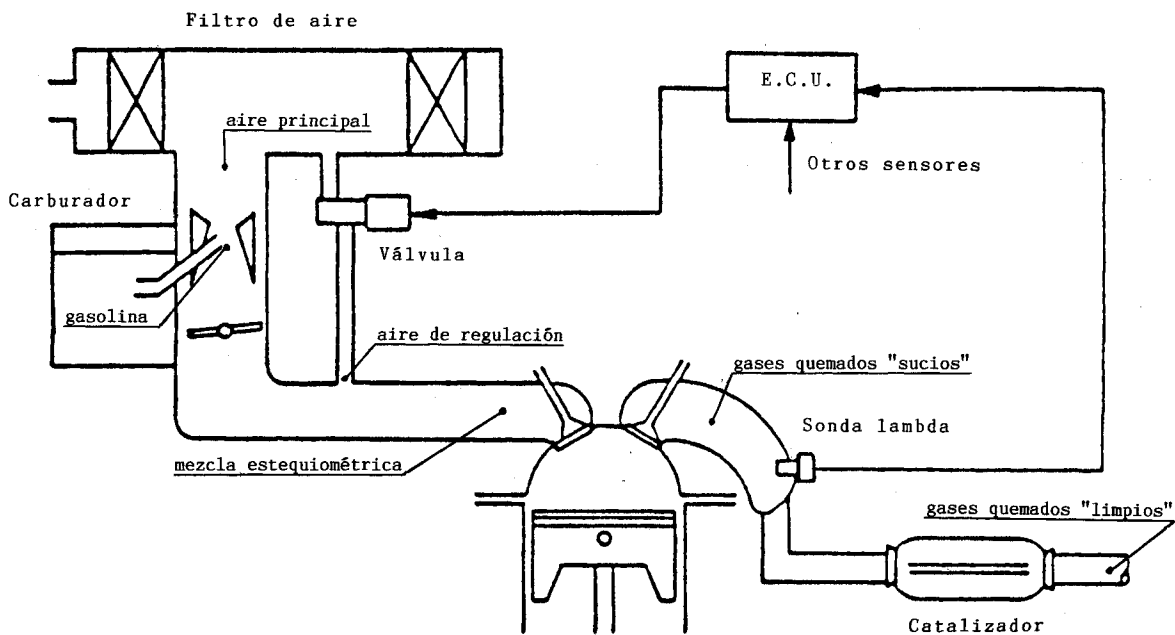 Filtro de aire
E.C.U.
aire principal
Otros sensores
Carburador
Válvula
gasolina
aire de regulación
gases quemados "sucios"
Sonda lambda
mezcla estequiométrica
gases quemados "limpios"
Catalizador